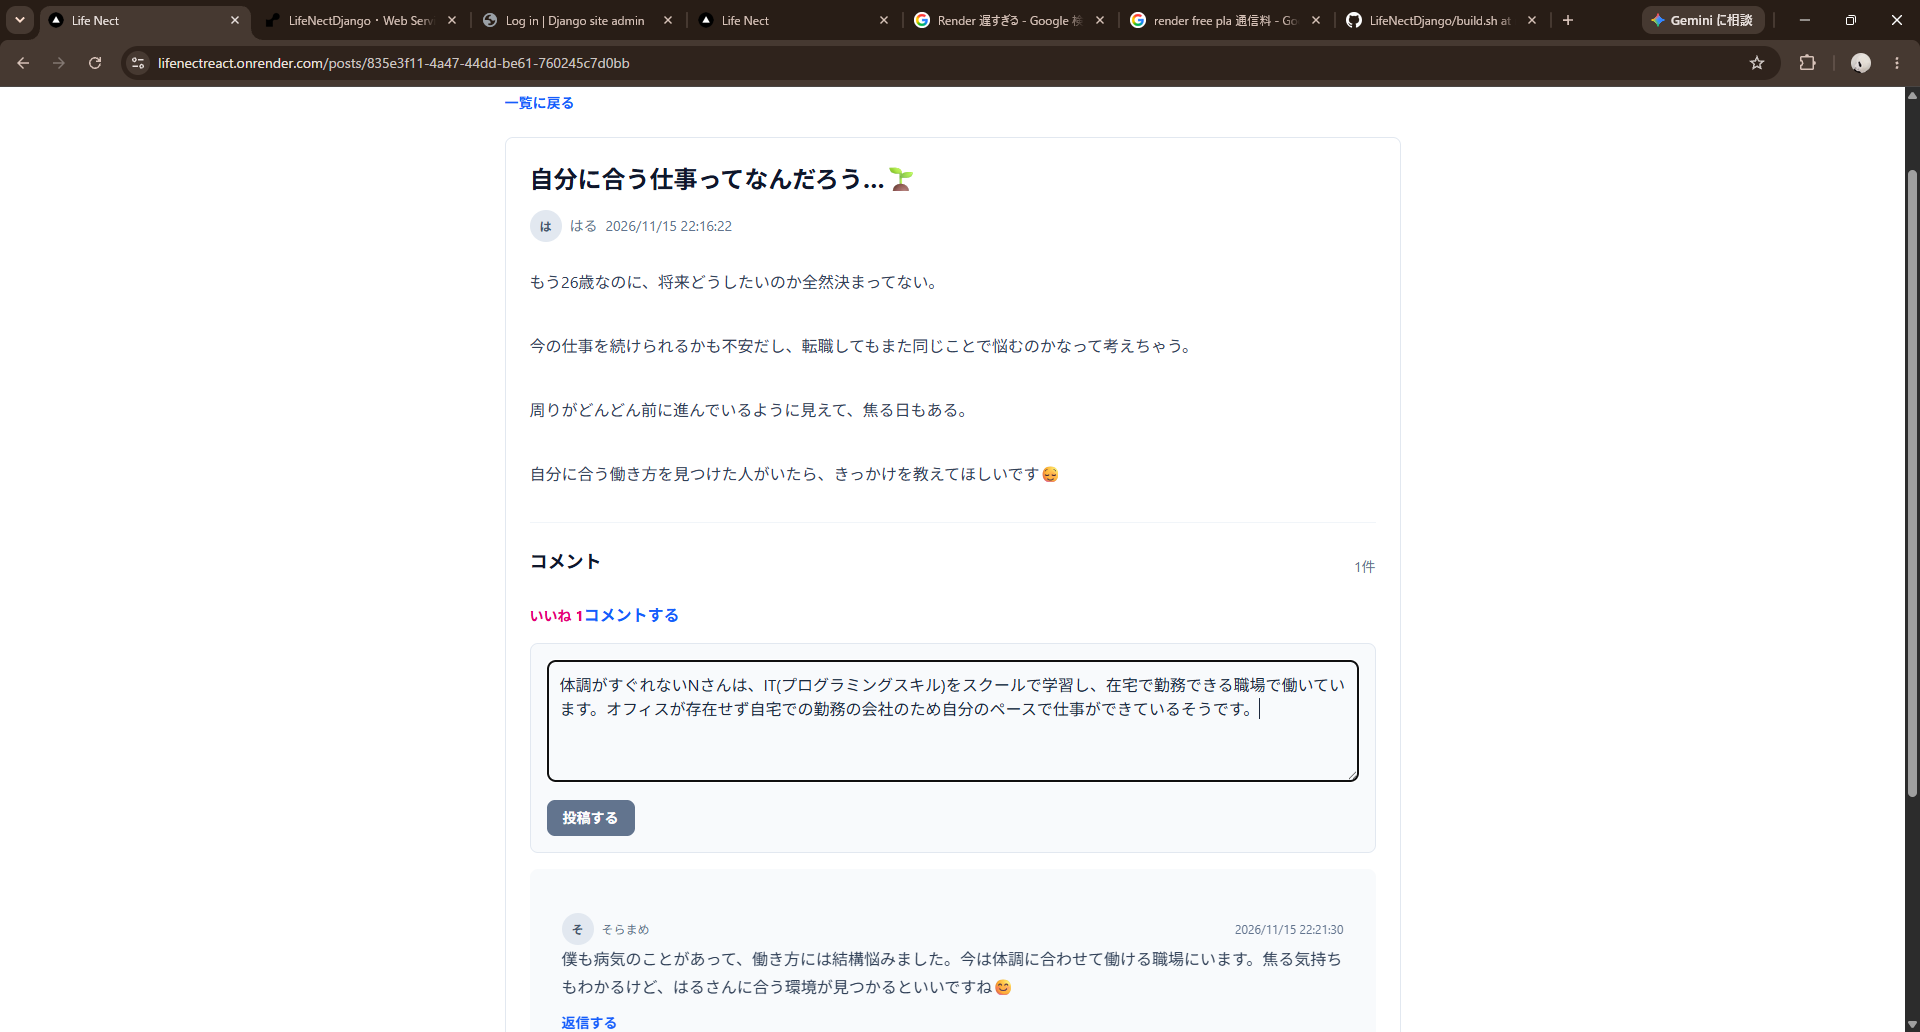 Life Nect
LifeNectDjango・Web Servi
Log in | Django site admin
Life Nect
Render 遅すぎる - Google 検
render free pla 通信料 - Go
LifeNectDjango/build.sh at
Gemini に相談
lifenectreact.onrender.com/posts/835e3f11-4a47-44dd-be61-760245c7d0bb
一覧に戻る
自分に合う仕事ってなんだろう...🌱
は はる 2026/11/15 22:16:22
もう26歳なのに、将来どうしたいのか全然決まってない。
今の仕事を続けられるかも不安だし、転職してもまた同じことで悩むのかなって考えちゃう。
周りがどんどん前に進んでいるように見えて、焦る日もある。
自分に合う働き方を見つけた人がいたら、きっかけを教えてほしいです😌
コメント 1件
いいね 1コメントする
体調がすぐれないNさんは、IT(プログラミングスキル)をスクールで学習し、在宅で勤務できる職場で働いてい
ます。オフィスが存在せず自宅での勤務の会社のため自分のペースで仕事ができているそうです。
投稿する
そ そらまめ 2026/11/15 22:21:30
僕も病気のことがあって、働き方には結構悩みました。今は体調に合わせて働ける職場にいます。焦る気持ち
もわかるけど、はるさんに合う環境が見つかるといいですね😊
返信する